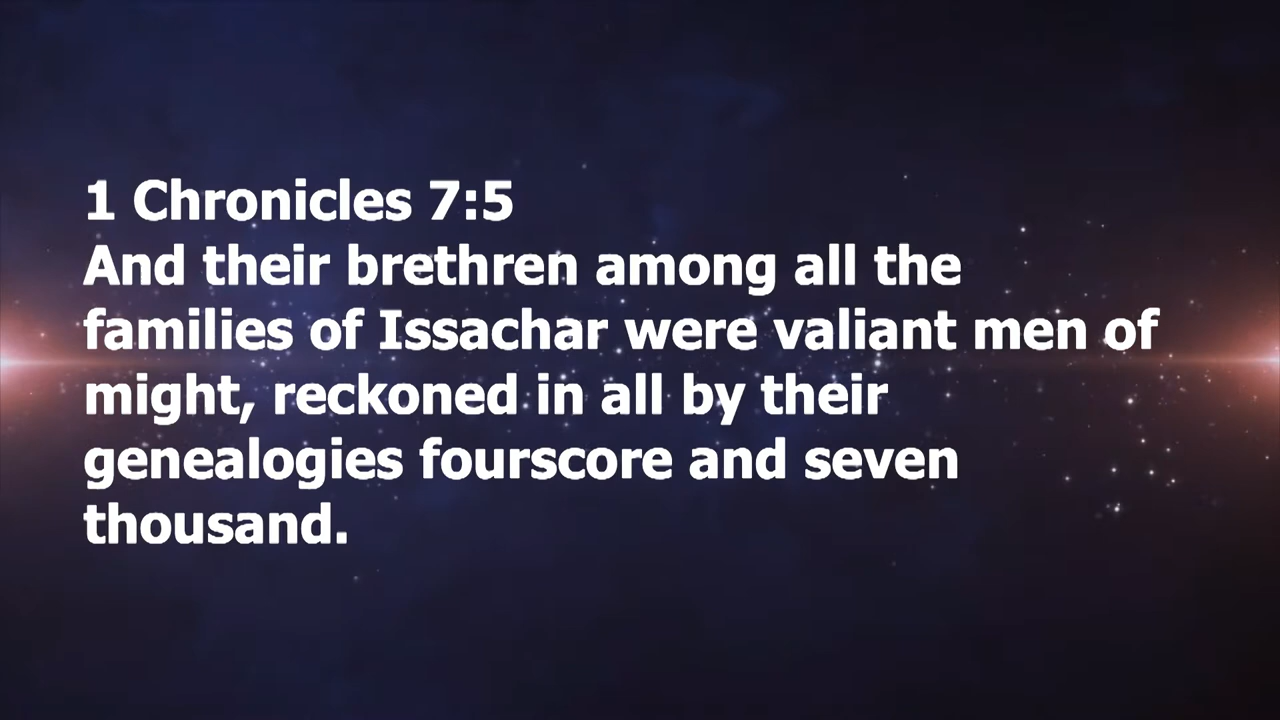 1 Chronicles 7:5
And their brethren among all the
families of Issachar were valiant men of
might, reckoned in all by their
genealogies fourscore and seven
thousand.